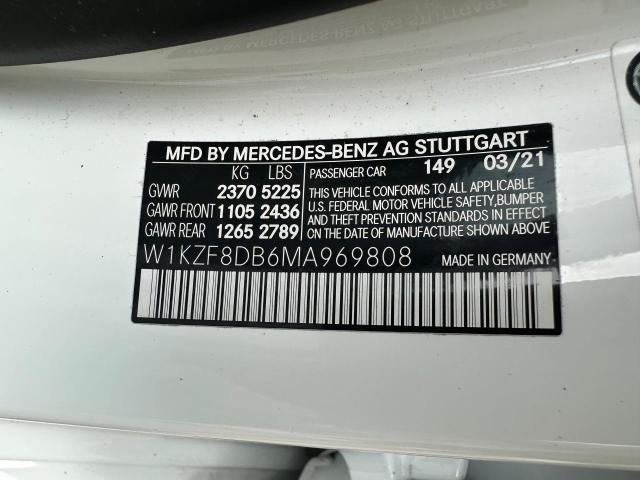 MFD BY MERCEDES-BENZ AG STUTTGART
KG LBS PASSENGER CAR 149 03/21
GVWR 2370 5225
GAWR FRONT 1105 2436
GAWR REAR 1265 2789
THIS VEHICLE CONFORMS TO ALL APPLICABLE
U.S. FEDERAL MOTOR VEHICLE SAFETY,BUMPER
AND THEFT PREVENTION STANDARDS IN EFFECT
ON THE DATE OF MANUFACTURE SHOWN ABOVE
W1KZF8DB6MA969808 MADE IN GERMANY